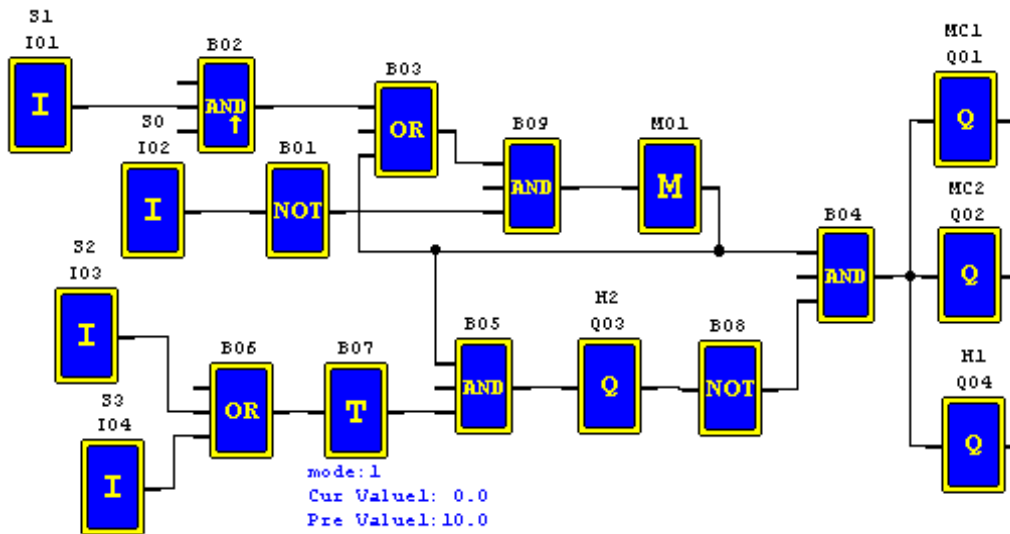 S1
I01
I
B02
AND↑
B03
OR
S0
I02
I
B01
NOT
B09
AND
M01
M
MC1
Q01
Q
MC2
Q02
Q
B04
AND
S2
I03
I
B06
OR
B07
T
B05
AND
H2
Q03
Q
B08
NOT
H1
Q04
Q
S3
I04
I
mode:1
Cur Value1: 0.0
Pre Value1:10.0